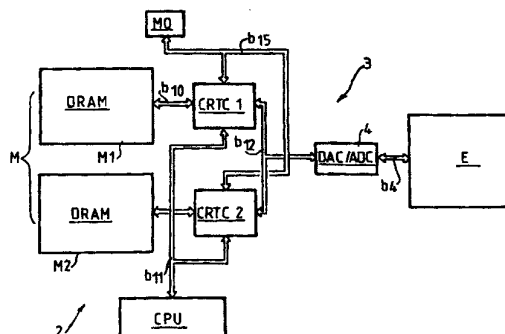 MO
b15
3
DRAM
b10
CRTC 1
M
M1
b12
4
DAC/ADC
E
b4
DRAM
CRTC 2
M2
b11
2
CPU